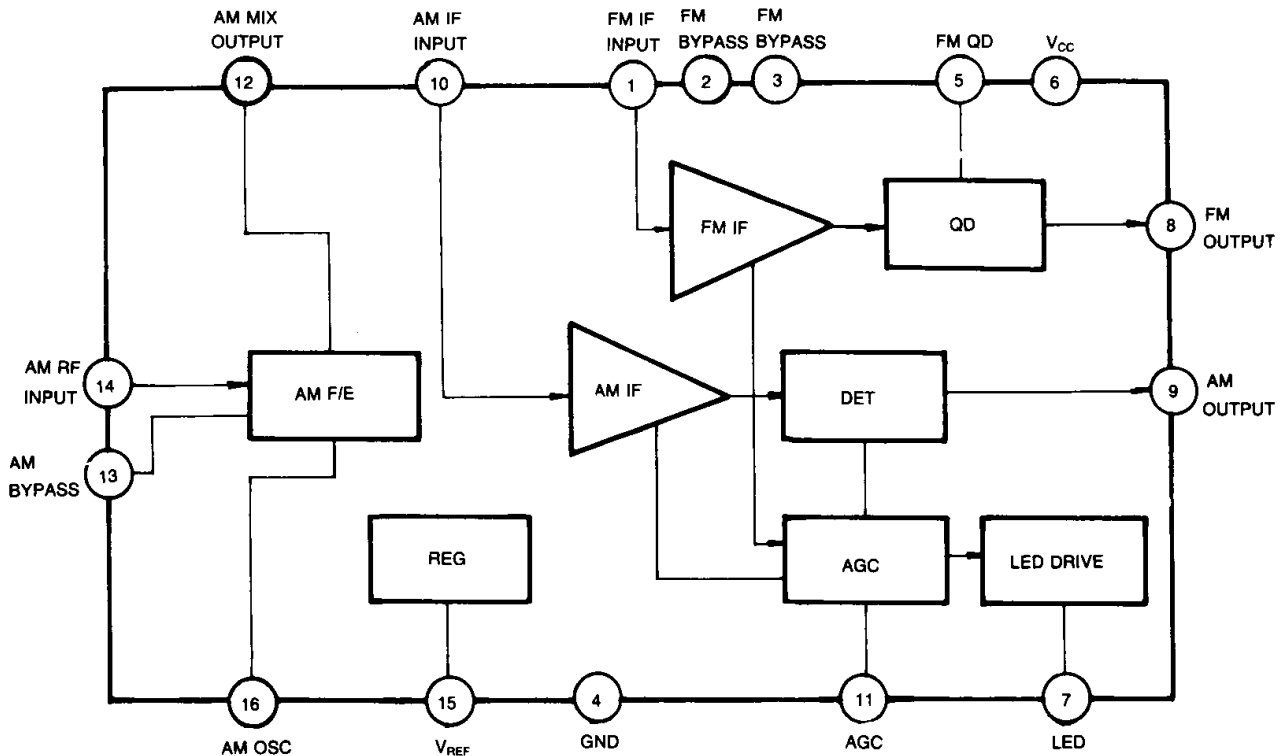 AM MIX
OUTPUT
12
AM IF
INPUT
10
FM IF
INPUT
1
FM
BYPASS
2
FM
BYPASS
3
FM QD
5
VCC
6
FM IF
QD
8
FM
OUTPUT
AM RF
INPUT
14
AM F/E
AM IF
DET
9
AM
OUTPUT
AM
BYPASS
13
REG
AGC
LED DRIVE
16
AM OSC
15
VREF
4
GND
11
AGC
7
LED